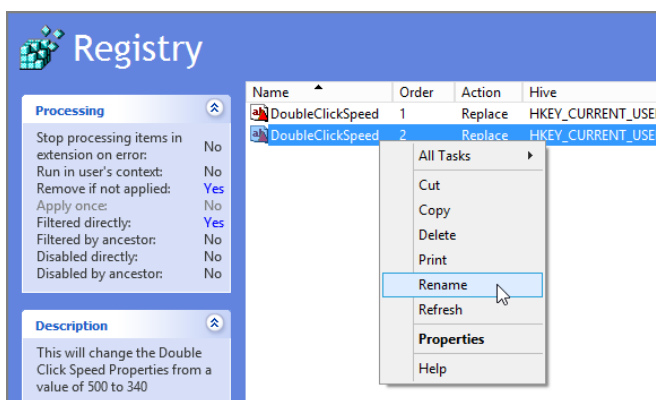 Registry
Name Order Action Hive
DoubleClickSpeed 1 Replace HKEY_CURRENT_USE
DoubleClickSpeed 2 Replace HKEY_CURRENT_USE
Processing
Stop processing items in
extension on error: No
Run in user's context: No
Remove if not applied: Yes
Apply once: No
Filtered directly: Yes
Filtered by ancestor: No
Disabled directly: No
Disabled by ancestor: No
Description
This will change the Double
Click Speed Properties from a
value of 500 to 340
All Tasks
Cut
Copy
Delete
Print
Rename
Refresh
Properties
Help